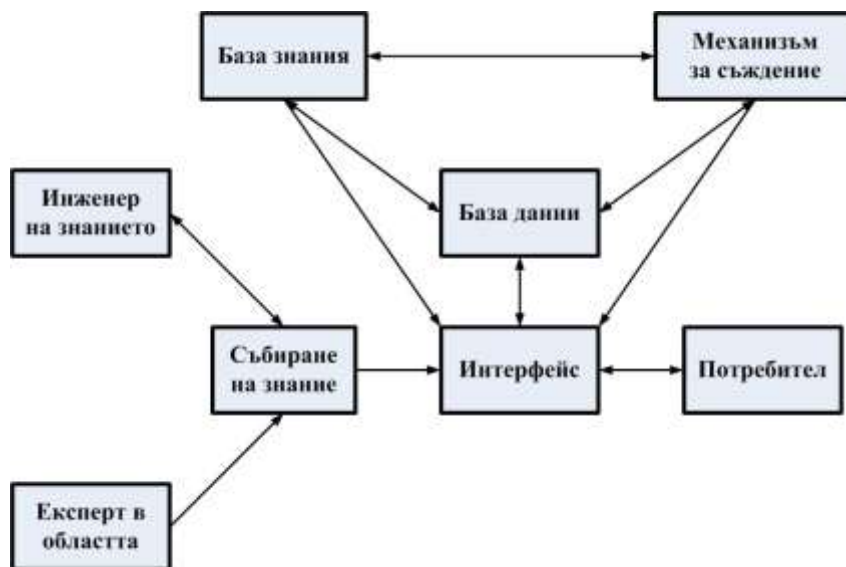 База знания
Механизъм
за съждение
Инженер
на знанието
База данни
Събиране
на знание
Интерфейс
Потребител
Експерт в
областта